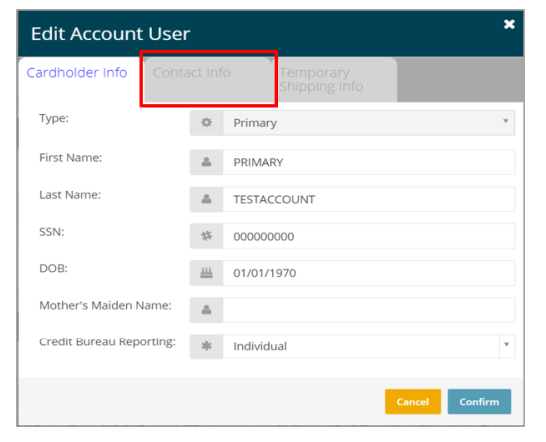 Edit Account User
Cardholder Info Contact Info Temporary
Shipping Info
Type: Primary
First Name: PRIMARY
Last Name: TESTACCOUNT
SSN: 000000000
DOB: 01/01/1970
Mother's Maiden Name:
Credit Bureau Reporting: Individual
Cancel Confirm